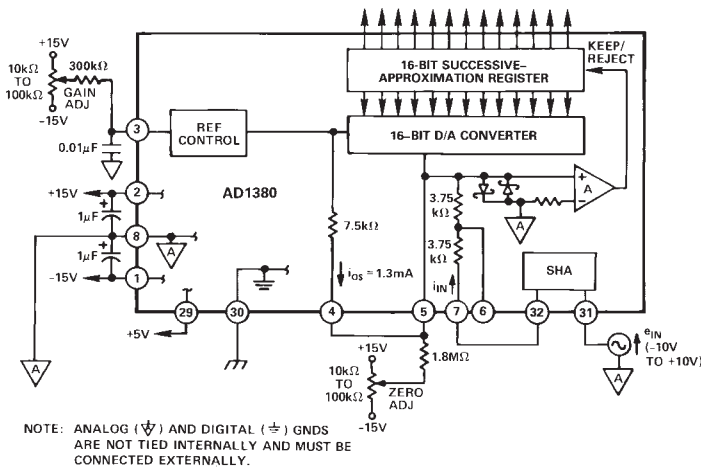 +15V
10kΩ
TO
100kΩ
-15V
300kΩ
GAIN
ADJ
0.01µF
3
REF
CONTROL
16-BIT SUCCESSIVE-
APPROXIMATION REGISTER
KEEP/
REJECT
16-BIT D/A CONVERTER
AD1380
+15V
2
1µF
8
A
1µF
-15V
1
7.5kΩ
iOS = 1.3mA
3.75
kΩ
3.75
kΩ
iIN
+
A
−
A
SHA
29
30
4
5
7
6
32
31
+5V
A
+15V
10kΩ
TO
100kΩ
-15V
ZERO
ADJ
1.8MΩ
eIN
(-10V
TO +10V)
A
NOTE: ANALOG (A) AND DIGITAL (⏚) GNDS
ARE NOT TIED INTERNALLY AND MUST BE
CONNECTED EXTERNALLY.